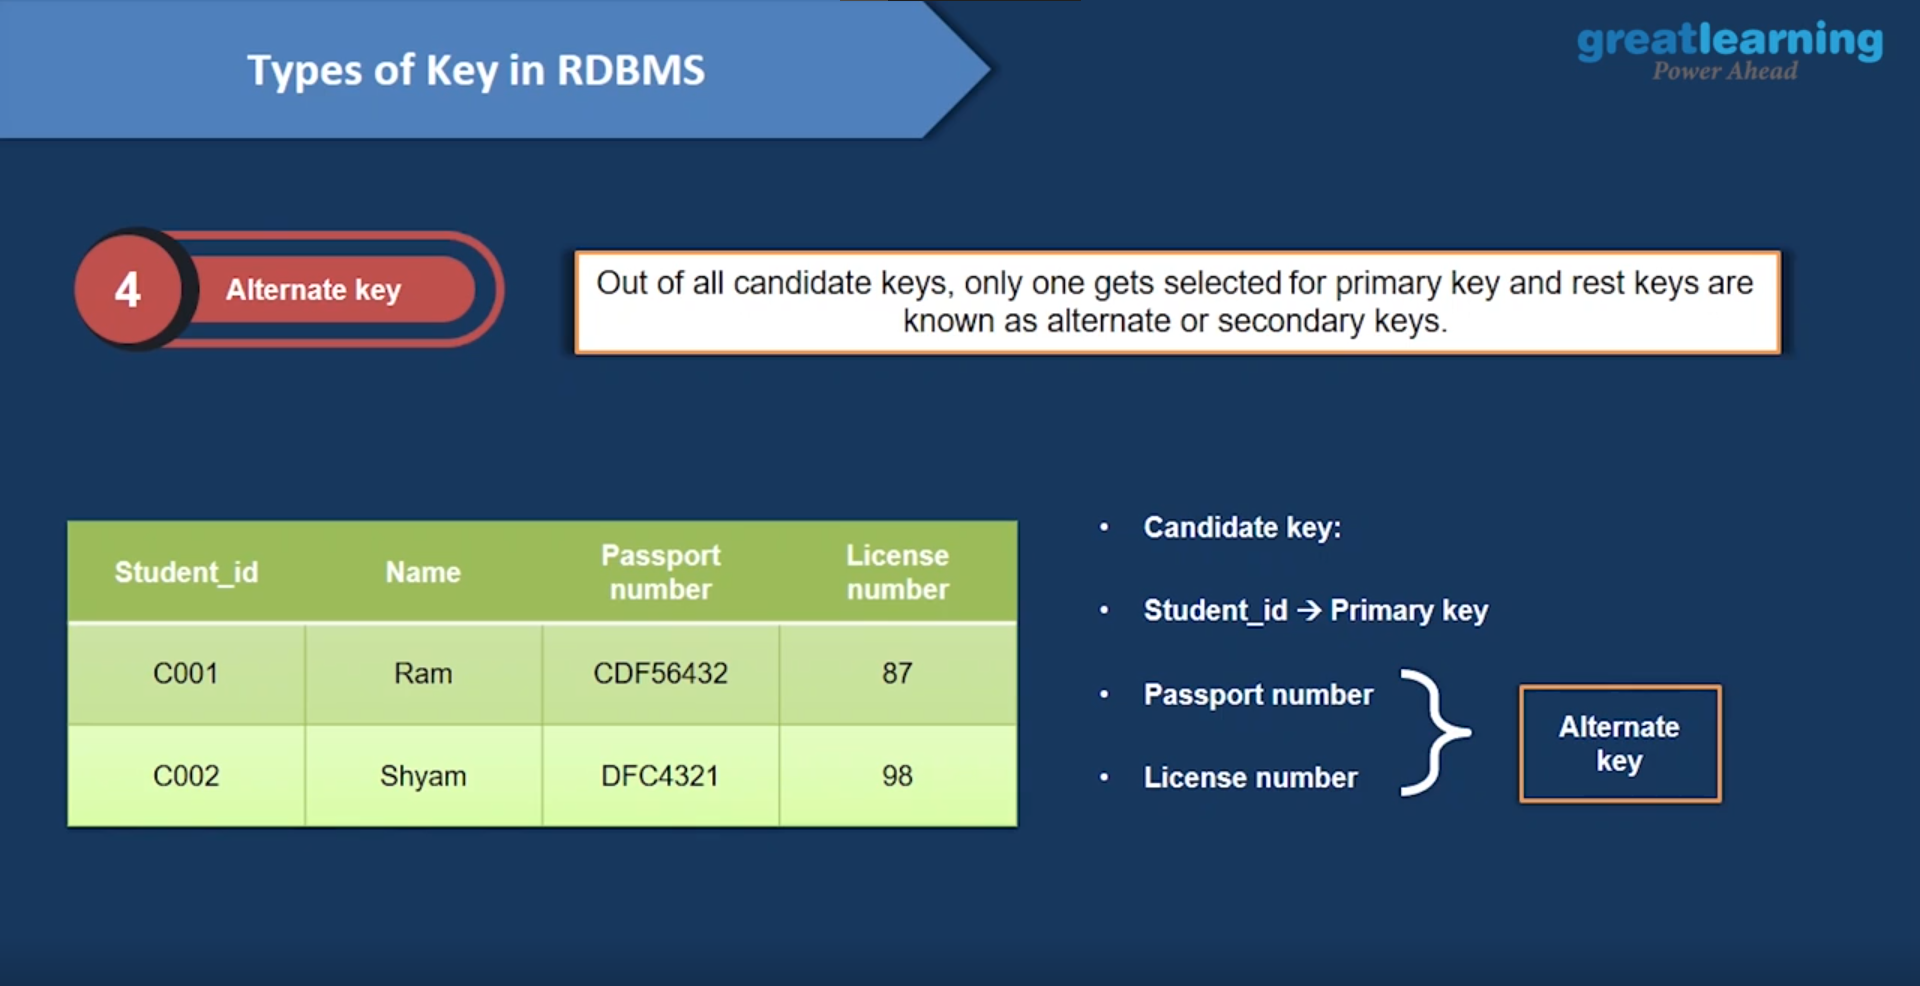 Types of Key in RDBMS
greatlearning
Power Ahead
4
Alternate key
Out of all candidate keys, only one gets selected for primary key and rest keys are
known as alternate or secondary keys.
Student_id Name Passport number License number
C001 Ram CDF56432 87
C002 Shyam DFC4321 98
• Candidate key:
• Student_id → Primary key
• Passport number
• License number
Alternate
key